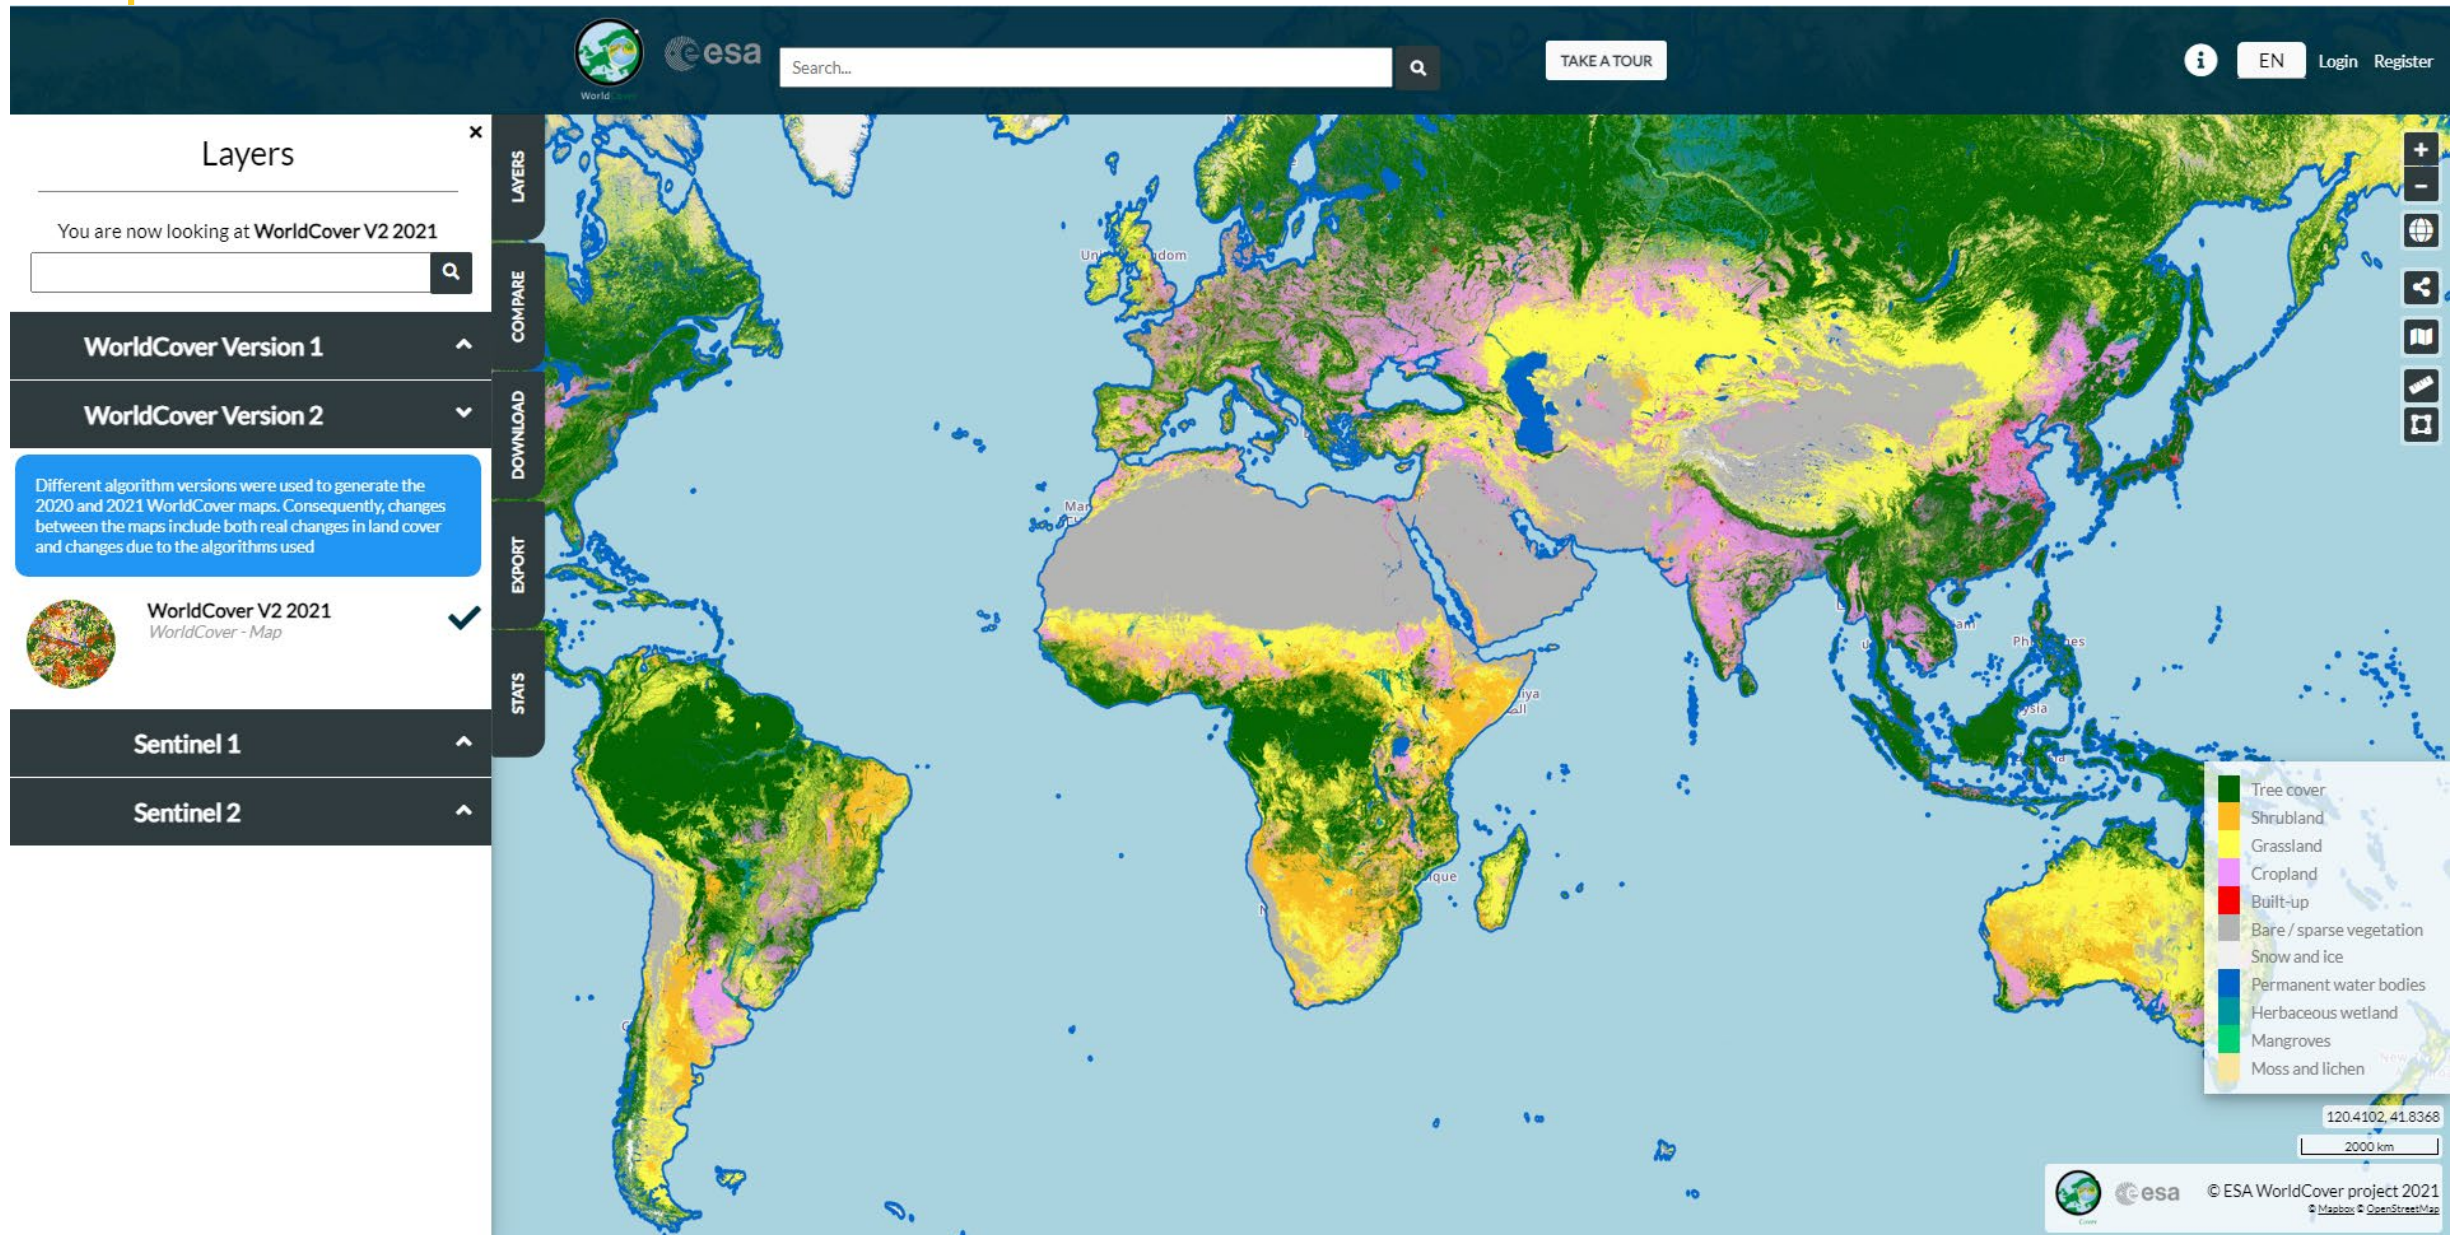 World Cover
esa
Search...
TAKE A TOUR
EN
Login
Register
Layers
You are now looking at WorldCover V2 2021
WorldCover Version 1
WorldCover Version 2
Different algorithm versions were used to generate the
2020 and 2021 WorldCover maps. Consequently, changes
between the maps include both real changes in land cover
and changes due to the algorithms used
WorldCover V2 2021
WorldCover - Map
Sentinel 1
Sentinel 2
LAYERS
COMPARE
DOWNLOAD
EXPORT
STATS
Tree cover
Shrubland
Grassland
Cropland
Built-up
Bare / sparse vegetation
Snow and ice
Permanent water bodies
Herbaceous wetland
Mangroves
Moss and lichen
120.4102, 41.8368
2000 km
esa
© ESA WorldCover project 2021
© Mapbox © OpenStreetMap